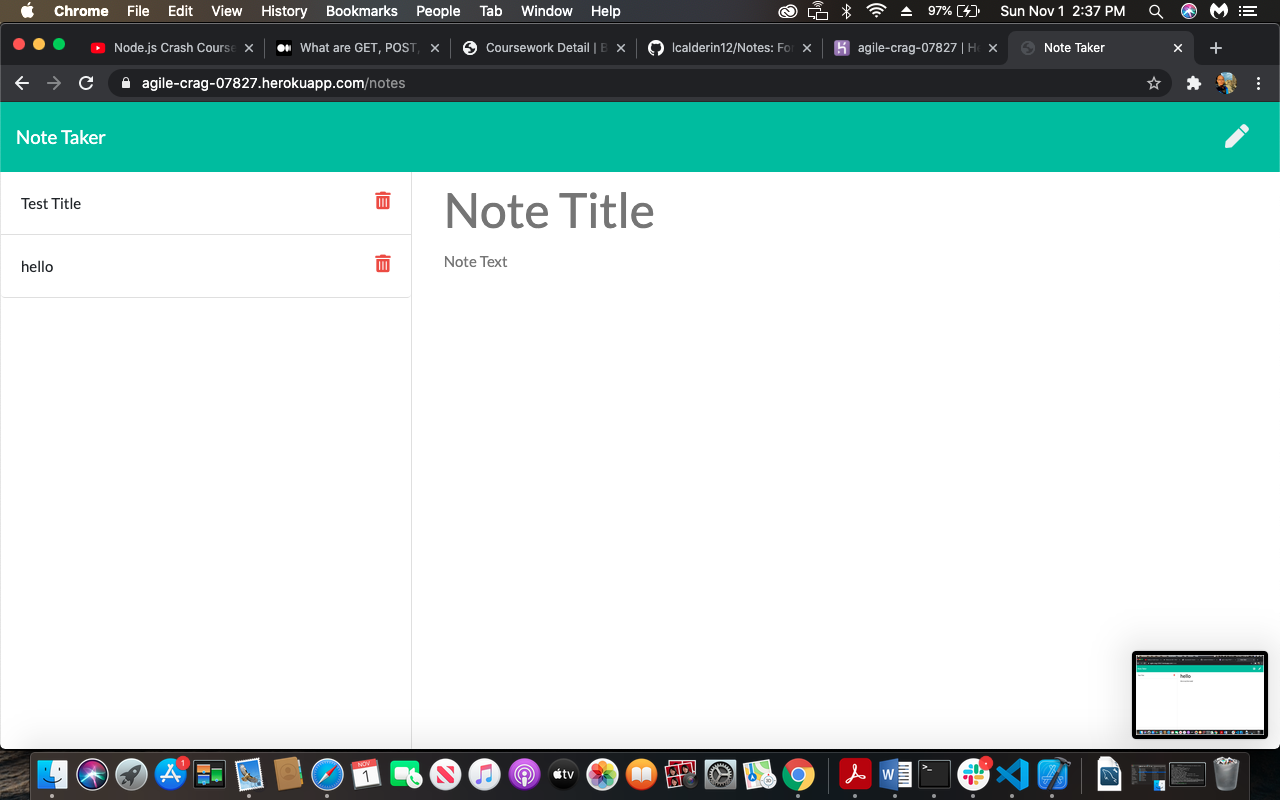 Chrome File Edit View History Bookmarks People Tab Window Help 97% Sun Nov 1 2:37 PM
Node.js Crash Course What are GET, POST, Coursework Detail | B lcalderin12/Notes: For agile-crag-07827 | He Note Taker
agile-crag-07827.herokuapp.com/notes
Note Taker
Test Title
Note Title
hello
Note Text
hello
1
NOV
1
tv